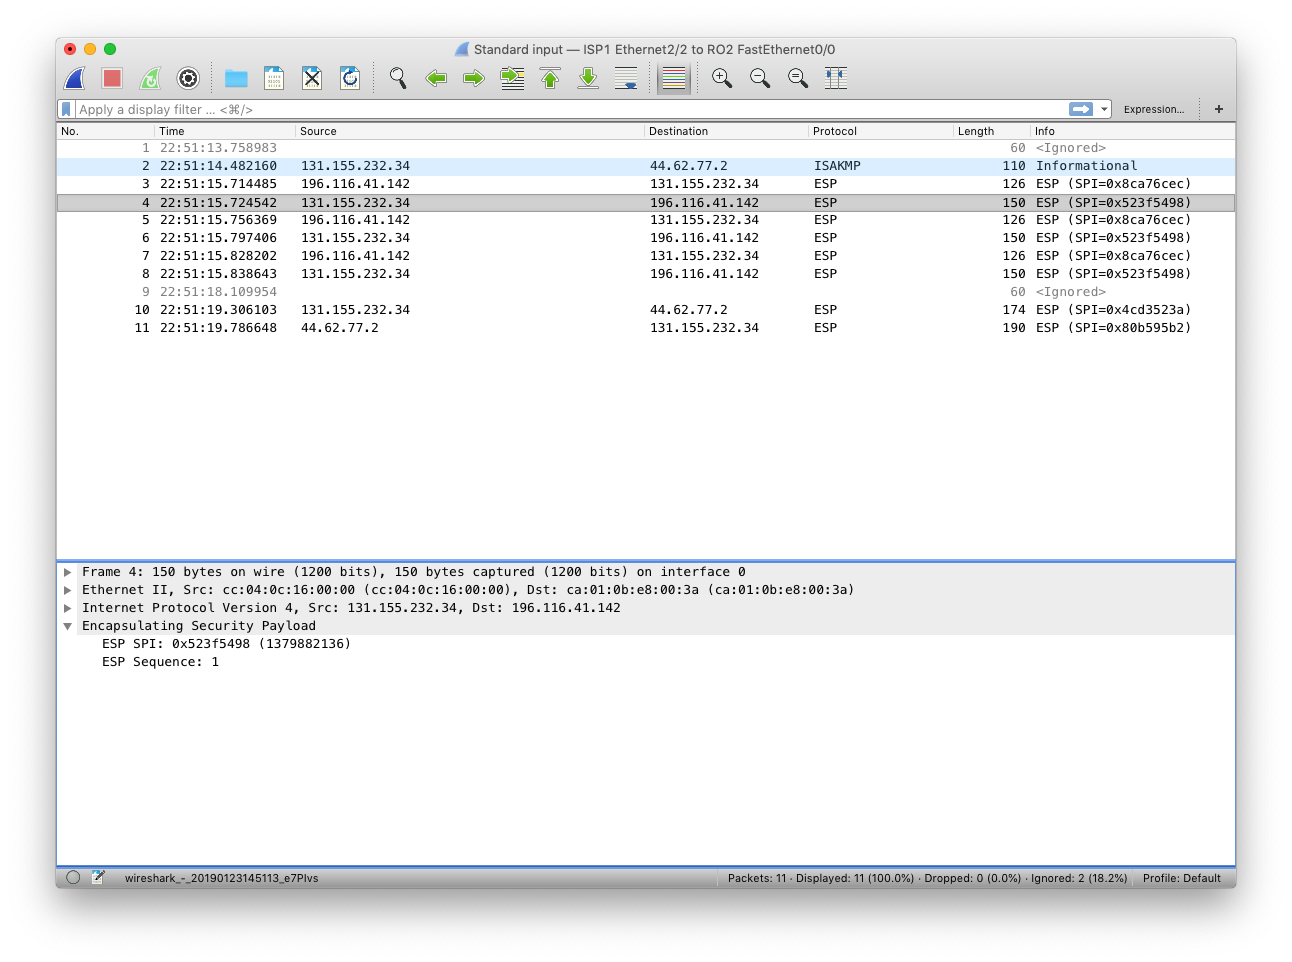 Standard input — ISP1 Ethernet2/2 to RO2 FastEthernet0/0
Apply a display filter ... <⌘/> Expression... +
No. Time Source Destination Protocol Length Info
1 22:51:13.758983 60 <Ignored>
2 22:51:14.482160 131.155.232.34 44.62.77.2 ISAKMP 110 Informational
3 22:51:15.714485 196.116.41.142 131.155.232.34 ESP 126 ESP (SPI=0x8ca76cec)
4 22:51:15.724542 131.155.232.34 196.116.41.142 ESP 150 ESP (SPI=0x523f5498)
5 22:51:15.756369 196.116.41.142 131.155.232.34 ESP 126 ESP (SPI=0x8ca76cec)
6 22:51:15.797406 131.155.232.34 196.116.41.142 ESP 150 ESP (SPI=0x523f5498)
7 22:51:15.828202 196.116.41.142 131.155.232.34 ESP 126 ESP (SPI=0x8ca76cec)
8 22:51:15.838643 131.155.232.34 196.116.41.142 ESP 150 ESP (SPI=0x523f5498)
9 22:51:18.109954 60 <Ignored>
10 22:51:19.306103 131.155.232.34 44.62.77.2 ESP 174 ESP (SPI=0x4cd3523a)
11 22:51:19.786648 44.62.77.2 131.155.232.34 ESP 190 ESP (SPI=0x80b595b2)
Frame 4: 150 bytes on wire (1200 bits), 150 bytes captured (1200 bits) on interface 0
Ethernet II, Src: cc:04:0c:16:00:00 (cc:04:0c:16:00:00), Dst: ca:01:0b:e8:00:3a (ca:01:0b:e8:00:3a)
Internet Protocol Version 4, Src: 131.155.232.34, Dst: 196.116.41.142
Encapsulating Security Payload
ESP SPI: 0x523f5498 (1379882136)
ESP Sequence: 1
wireshark_-_20190123145113_e7PIvs Packets: 11 · Displayed: 11 (100.0%) · Dropped: 0 (0.0%) · Ignored: 2 (18.2%) Profile: Default